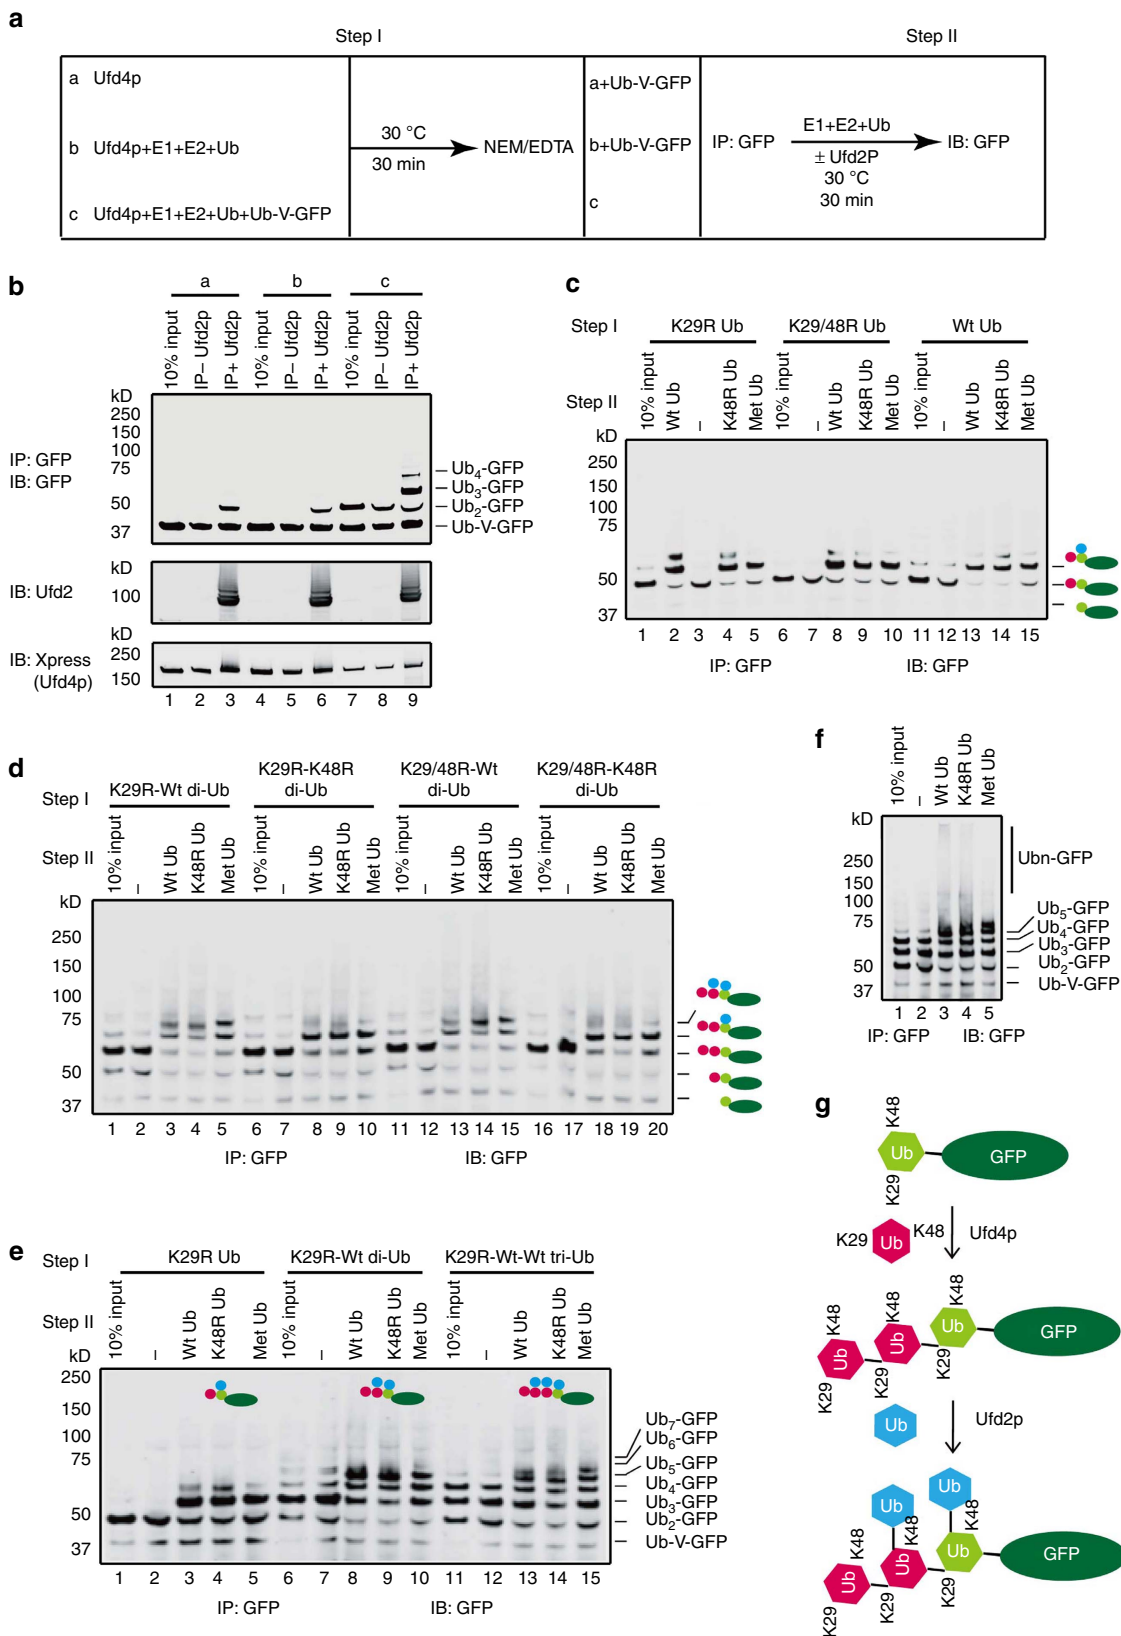 a
Step I
Step II
a Ufd4p
b Ufd4p+E1+E2+Ub
c Ufd4p+E1+E2+Ub+Ub-V-GFP
30 °C
30 min
NEM/EDTA
a+Ub-V-GFP
b+Ub-V-GFP
c
IP: GFP
E1+E2+Ub
± Ufd2P
30 °C
30 min
IB: GFP
b
a b c
10% input IP– Ufd2p IP+ Ufd2p 10% input IP– Ufd2p IP+ Ufd2p 10% input IP– Ufd2p IP+ Ufd2p
kD
250
150
100
75
50
37
IP: GFP
IB: GFP
Ub4-GFP
Ub3-GFP
Ub2-GFP
Ub-V-GFP
IB: Ufd2
kD
100
IB: Xpress
(Ufd4p)
kD
250
150
1 2 3 4 5 6 7 8 9
c
Step I
K29R Ub K29/48R Ub Wt Ub
Step II
10% input Wt Ub – K48R Ub Met Ub 10% input – Wt Ub K48R Ub Met Ub 10% input – Wt Ub K48R Ub Met Ub
kD
250
150
100
75
50
37
1 2 3 4 5 6 7 8 9 10 11 12 13 14 15
IP: GFP IB: GFP
d
Step I
K29R-Wt di-Ub
K29R-K48R
di-Ub
K29/48R-Wt
di-Ub
K29/48R-K48R
di-Ub
Step II
10% input – Wt Ub K48R Ub Met Ub 10% input – Wt Ub K48R Ub Met Ub 10% input – Wt Ub K48R Ub Met Ub 10% input – Wt Ub K48R Ub Met Ub
kD
250
150
100
75
50
37
1 2 3 4 5 6 7 8 9 10 11 12 13 14 15 16 17 18 19 20
IP: GFP IB: GFP
f
10% input – Wt Ub K48R Ub Met Ub
kD
250
150
100
75
50
37
Ubn-GFP
Ub5-GFP
Ub4-GFP
Ub3-GFP
Ub2-GFP
Ub-V-GFP
1 2 3 4 5
IP: GFP IB: GFP
e
Step I
K29R Ub K29R-Wt di-Ub K29R-Wt-Wt tri-Ub
Step II
10% input – Wt Ub K48R Ub Met Ub 10% input – Wt Ub K48R Ub Met Ub 10% input – Wt Ub K48R Ub Met Ub
kD
250
150
100
75
50
37
Ub7-GFP
Ub6-GFP
Ub5-GFP
Ub4-GFP
Ub3-GFP
Ub2-GFP
Ub-V-GFP
1 2 3 4 5 6 7 8 9 10 11 12 13 14 15
IP: GFP IB: GFP
g
K48
Ub
GFP
K29
K29 Ub K48
Ufd4p
K48 K48 K48
Ub Ub Ub GFP
K29 K29 K29
Ub
Ufd2p
Ub Ub
K48 K48 K48
Ub Ub Ub GFP
K29 K29 K29